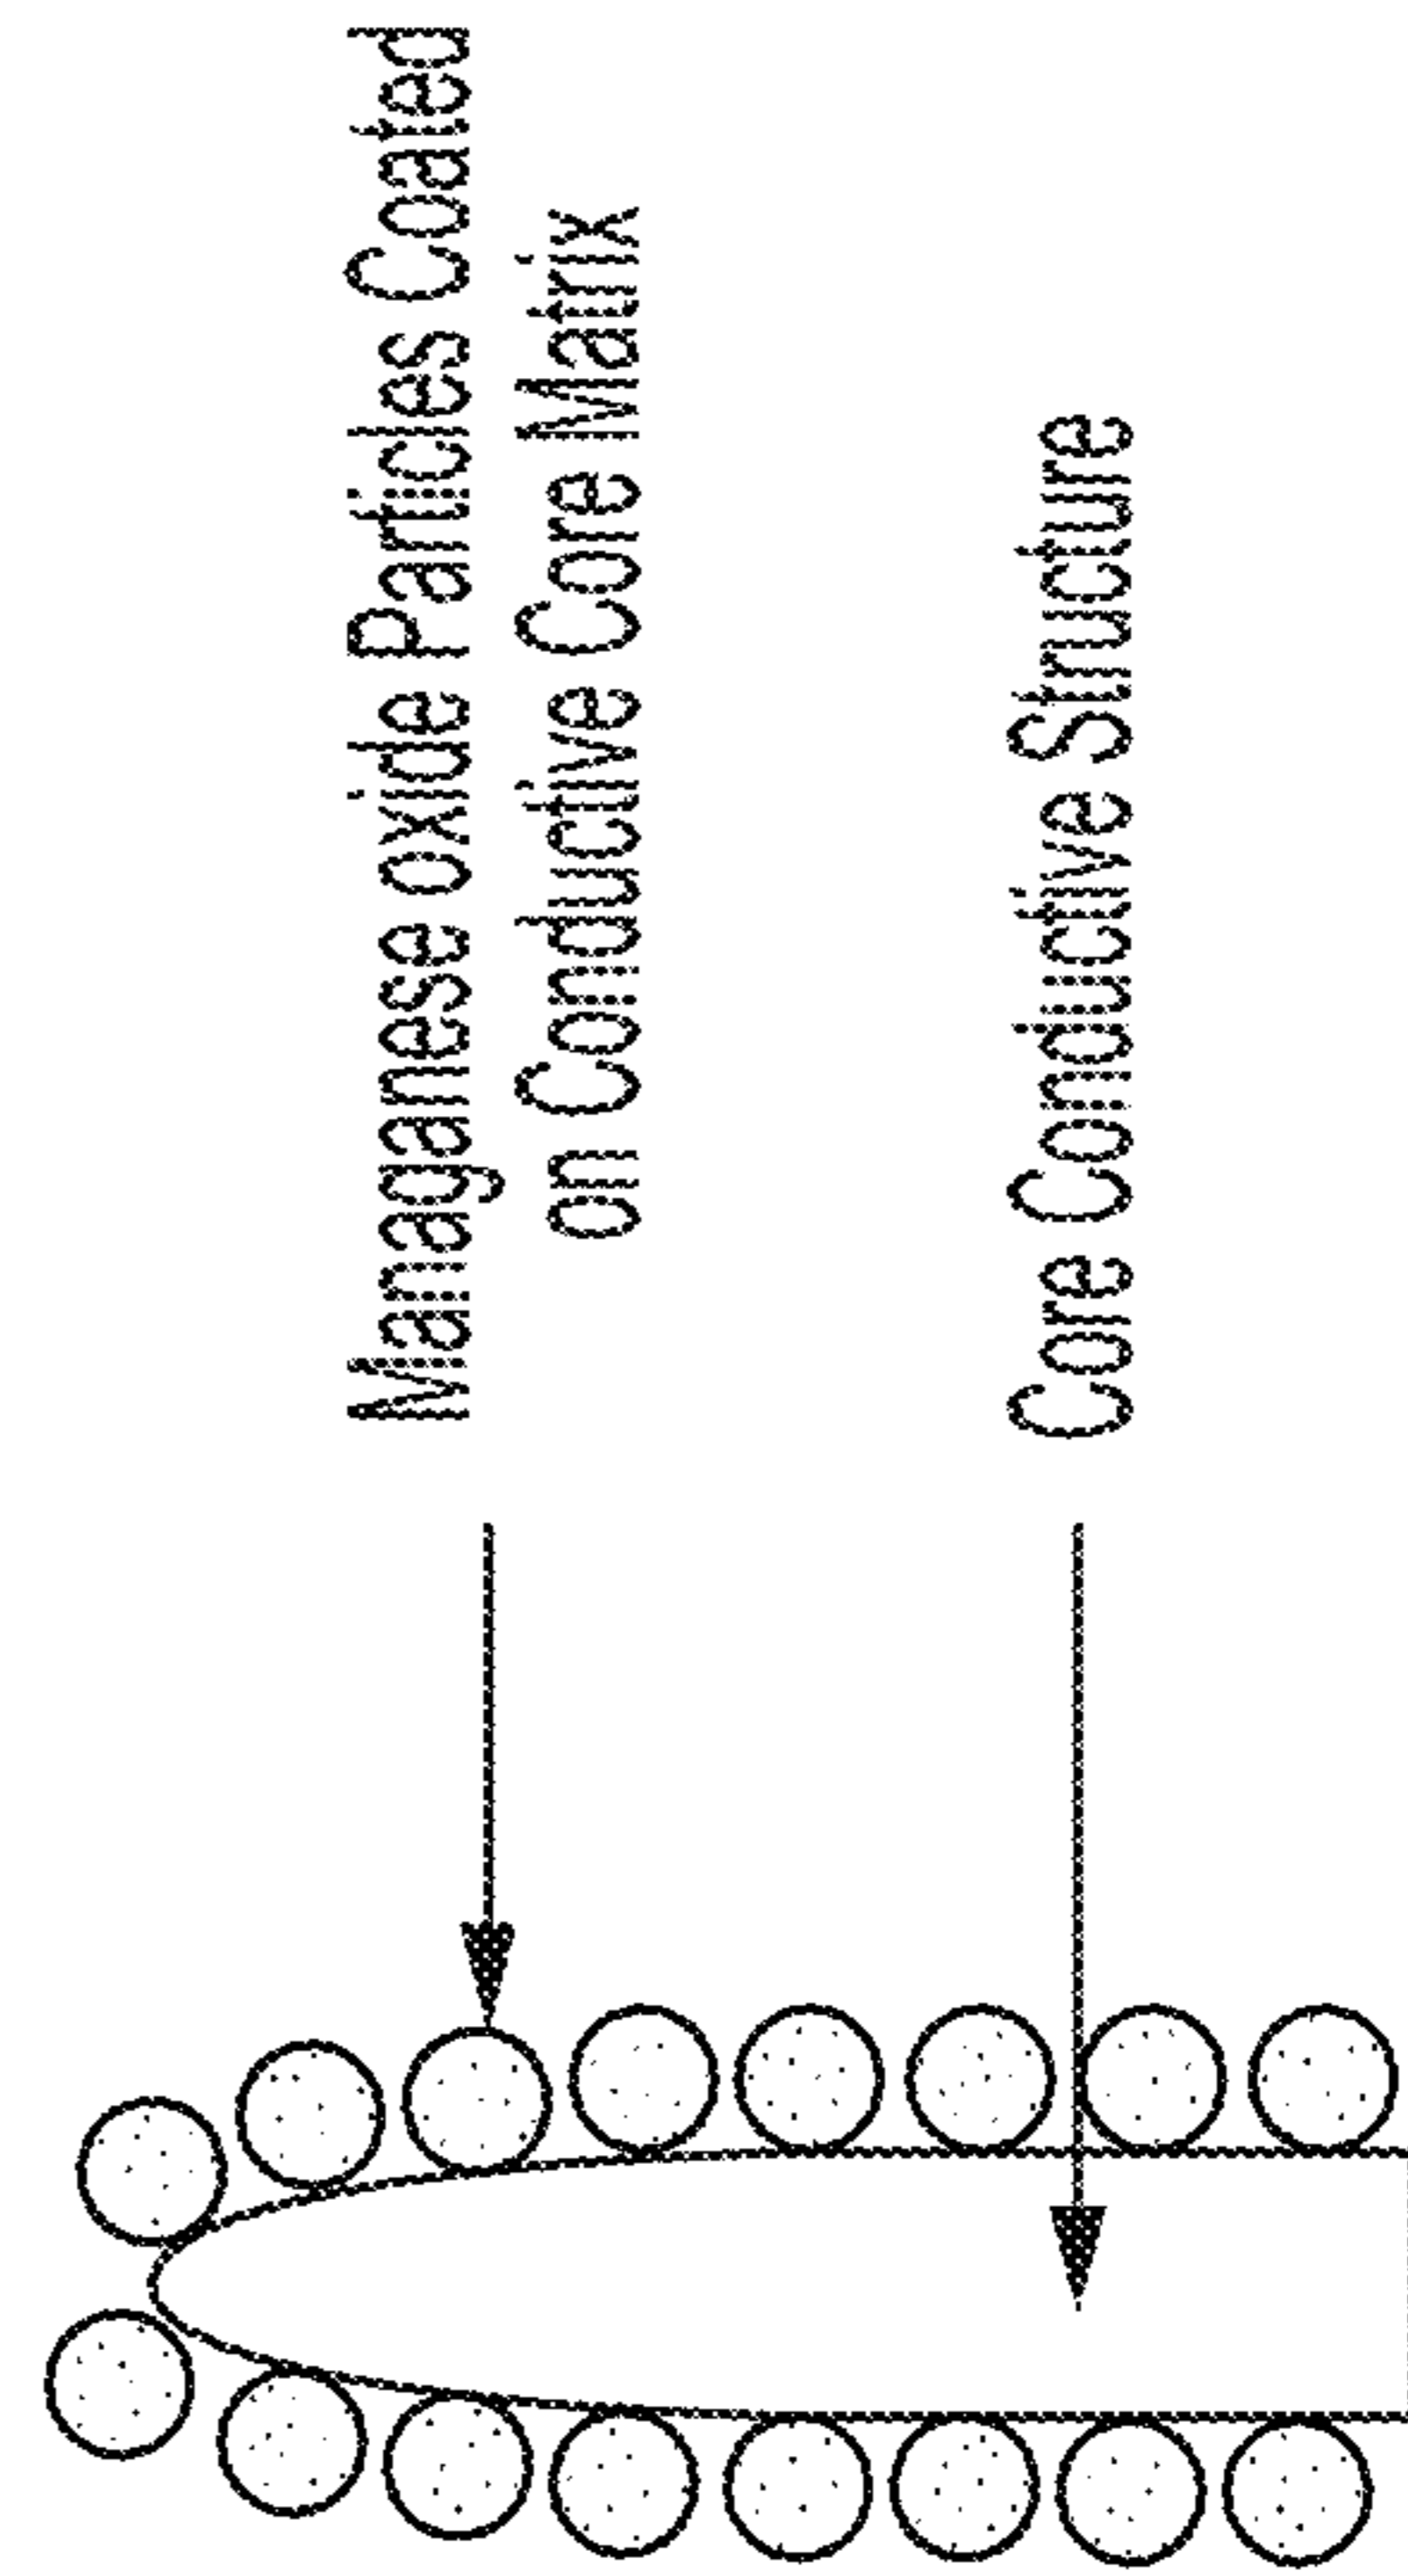 Managanese oxide Particles Coated
on Conductive Core Matrix
Core Conductive Structure